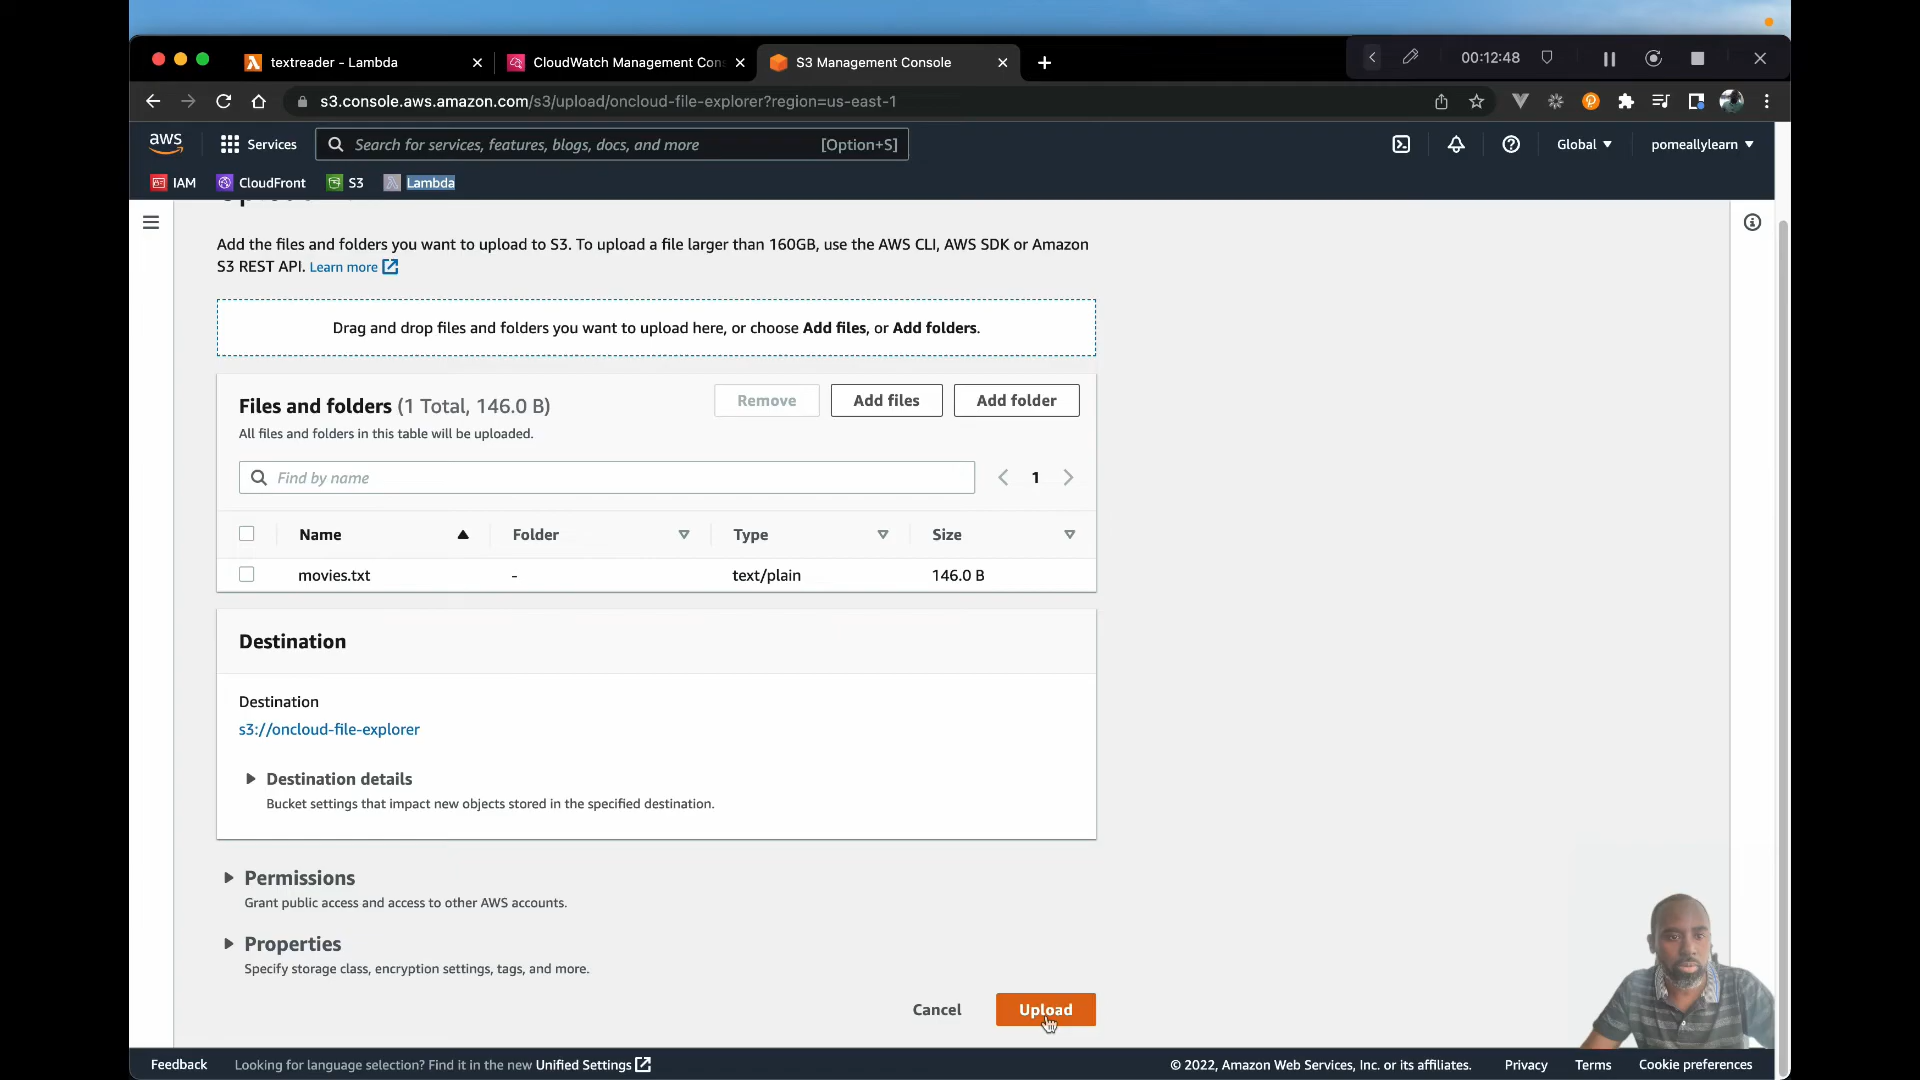 textreader - Lambda
CloudWatch Management Con
S3 Management Console
00:12:48
s3.console.aws.amazon.com/s3/upload/oncloud-file-explorer?region=us-east-1
aws
Services
Search for services, features, blogs, docs, and more
[Option+S]
Global
pomeallylearn
IAM
CloudFront
S3
Lambda
Add the files and folders you want to upload to S3. To upload a file larger than 160GB, use the AWS CLI, AWS SDK or Amazon
S3 REST API. Learn more
Drag and drop files and folders you want to upload here, or choose Add files, or Add folders.
Files and folders (1 Total, 146.0 B)
Remove
Add files
Add folder
All files and folders in this table will be uploaded.
Find by name
1
Name
Folder
Type
Size
movies.txt
-
text/plain
146.0 B
Destination
Destination
s3://oncloud-file-explorer
Destination details
Bucket settings that impact new objects stored in the specified destination.
Permissions
Grant public access and access to other AWS accounts.
Properties
Specify storage class, encryption settings, tags, and more.
Cancel
Upload
Feedback
Looking for language selection? Find it in the new Unified Settings
© 2022, Amazon Web Services, Inc. or its affiliates.
Privacy
Terms
Cookie preferences